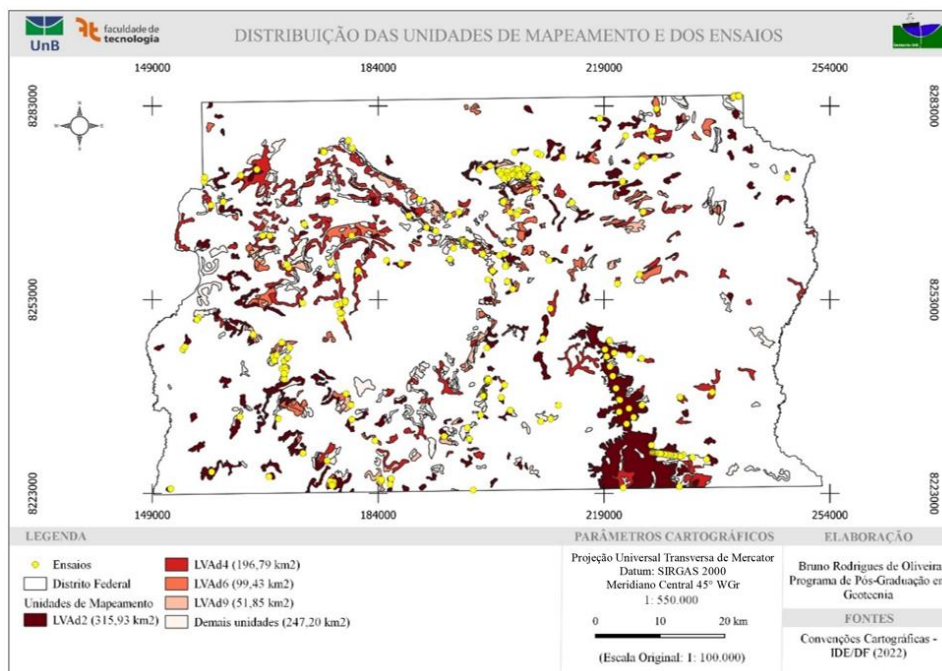 UnB
faculdade de
tecnologia
DISTRIBUIÇÃO DAS UNIDADES DE MAPEAMENTO E DOS ENSAIOS
149000 184000 219000 254000
8283000 8283000
8253000 8253000
8223000 8223000
149000 184000 219000 254000
LEGENDA
Ensaios
Distrito Federal
Unidades de Mapeamento
LVAd2 (315,93 km2)
LVAd4 (196,79 km2)
LVAd6 (99,43 km2)
LVAd9 (51,85 km2)
Demais unidades (247,20 km2)
PARÂMETROS CARTOGRÁFICOS
Projeção Universal Transversa de Mercator
Datum: SIRGAS 2000
Meridiano Central 45° WGr
1: 550.000
0 10 20 km
(Escala Original: 1: 100.000)
ELABORAÇÃO
Bruno Rodrigues de Oliveira
Programa de Pós-Graduação em
Geotecnia
FONTES
Convenções Cartográficas -
IDE/DF (2022)